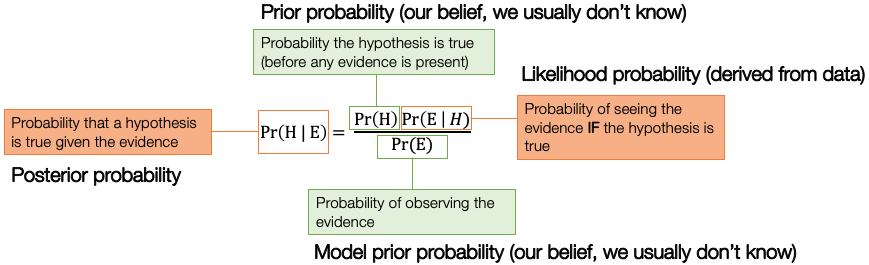 Prior probability (our belief, we usually don't know)
Probability the hypothesis is true
(before any evidence is present)
Likelihood probability (derived from data)
Probability that a hypothesis
is true given the evidence
Posterior probability
Pr(H | E) =
Pr(H) Pr(E | H)
Pr(E)
Probability of seeing the
evidence IF the hypothesis is
true
Probability of observing the
evidence
Model prior probability (our belief, we usually don't know)